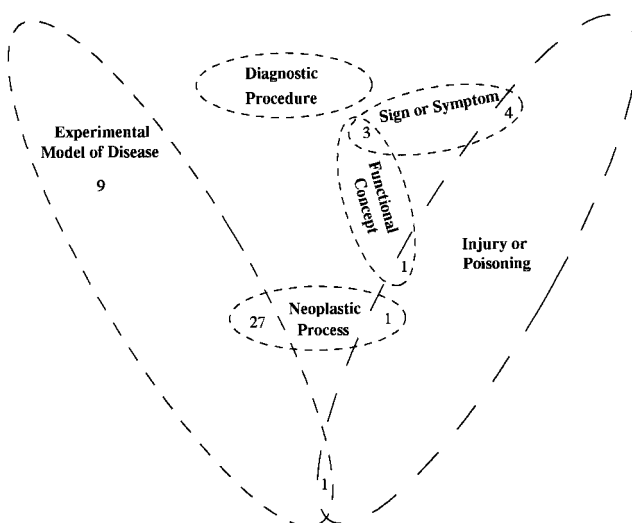 Diagnostic
Procedure
Sign or Symptom
4
3
Experimental
Model of Disease
9
Functional
Concept
Injury or
Poisoning
1
Neoplastic
Process
27
1
1